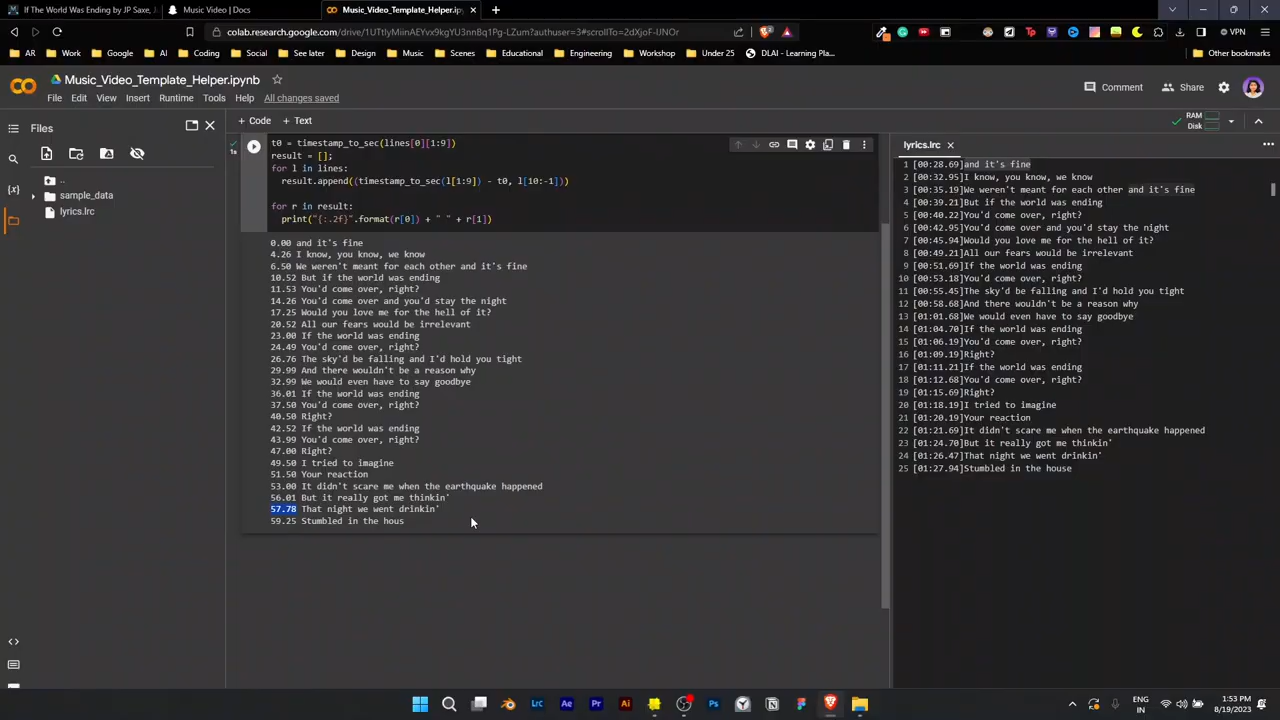 If The World Was Ending by JP Saxe,
Music Video | Docs
Music_Video_Template_Helper.ipy
colab.research.google.com/drive/1UTtlyMiinAEYvx9kgYU3nnBq1Pg-LZum?authuser=3#scrollTo=2dXjoF-UNOr
VPN
AR
Work
Google
AI
Coding
Social
See later
Design
Music
Scenes
Educational
Engineering
Workshop
Under 25
DLAI - Learning Pla...
Other bookmarks
Music_Video_Template_Helper.ipynb
File Edit View Insert Runtime Tools Help All changes saved
Comment
Share
Files
+ Code + Text
RAM
Disk
..
sample_data
lyrics.lrc
1s
t0 = timestamp_to_sec(lines[0][1:9])
result = [];
for l in lines:
result.append((timestamp_to_sec(l[1:9]) - t0, l[10:-1]))
for r in result:
print("{:.2f}".format(r[0]) + " " + r[1])
0.00 and it's fine
4.26 I know, you know, we know
6.50 We weren't meant for each other and it's fine
10.52 But if the world was ending
11.53 You'd come over, right?
14.26 You'd come over and you'd stay the night
17.25 Would you love me for the hell of it?
20.52 All our fears would be irrelevant
23.00 If the world was ending
24.49 You'd come over, right?
26.76 The sky'd be falling and I'd hold you tight
29.99 And there wouldn't be a reason why
32.99 We would even have to say goodbye
36.01 If the world was ending
37.50 You'd come over, right?
40.50 Right?
42.52 If the world was ending
43.99 You'd come over, right?
47.00 Right?
49.50 I tried to imagine
51.50 Your reaction
53.00 It didn't scare me when the earthquake happened
56.01 But it really got me thinkin'
57.78 That night we went drinkin'
59.25 Stumbled in the hous
lyrics.lrc
1 [00:28.69]and it's fine
2 [00:32.95]I know, you know, we know
3 [00:35.19]We weren't meant for each other and it's fine
4 [00:39.21]But if the world was ending
5 [00:40.22]You'd come over, right?
6 [00:42.95]You'd come over and you'd stay the night
7 [00:45.94]Would you love me for the hell of it?
8 [00:49.21]All our fears would be irrelevant
9 [00:51.69]If the world was ending
10 [00:53.18]You'd come over, right?
11 [00:55.45]The sky'd be falling and I'd hold you tight
12 [00:58.68]And there wouldn't be a reason why
13 [01:01.68]We would even have to say goodbye
14 [01:04.70]If the world was ending
15 [01:06.19]You'd come over, right?
16 [01:09.19]Right?
17 [01:11.21]If the world was ending
18 [01:12.68]You'd come over, right?
19 [01:15.69]Right?
20 [01:18.19]I tried to imagine
21 [01:20.19]Your reaction
22 [01:21.69]It didn't scare me when the earthquake happened
23 [01:24.70]But it really got me thinkin'
24 [01:26.47]That night we went drinkin'
25 [01:27.94]Stumbled in the house
Lrc
Ae
Pr
Ai
Ps
ENG
IN
1:53 PM
8/19/2023